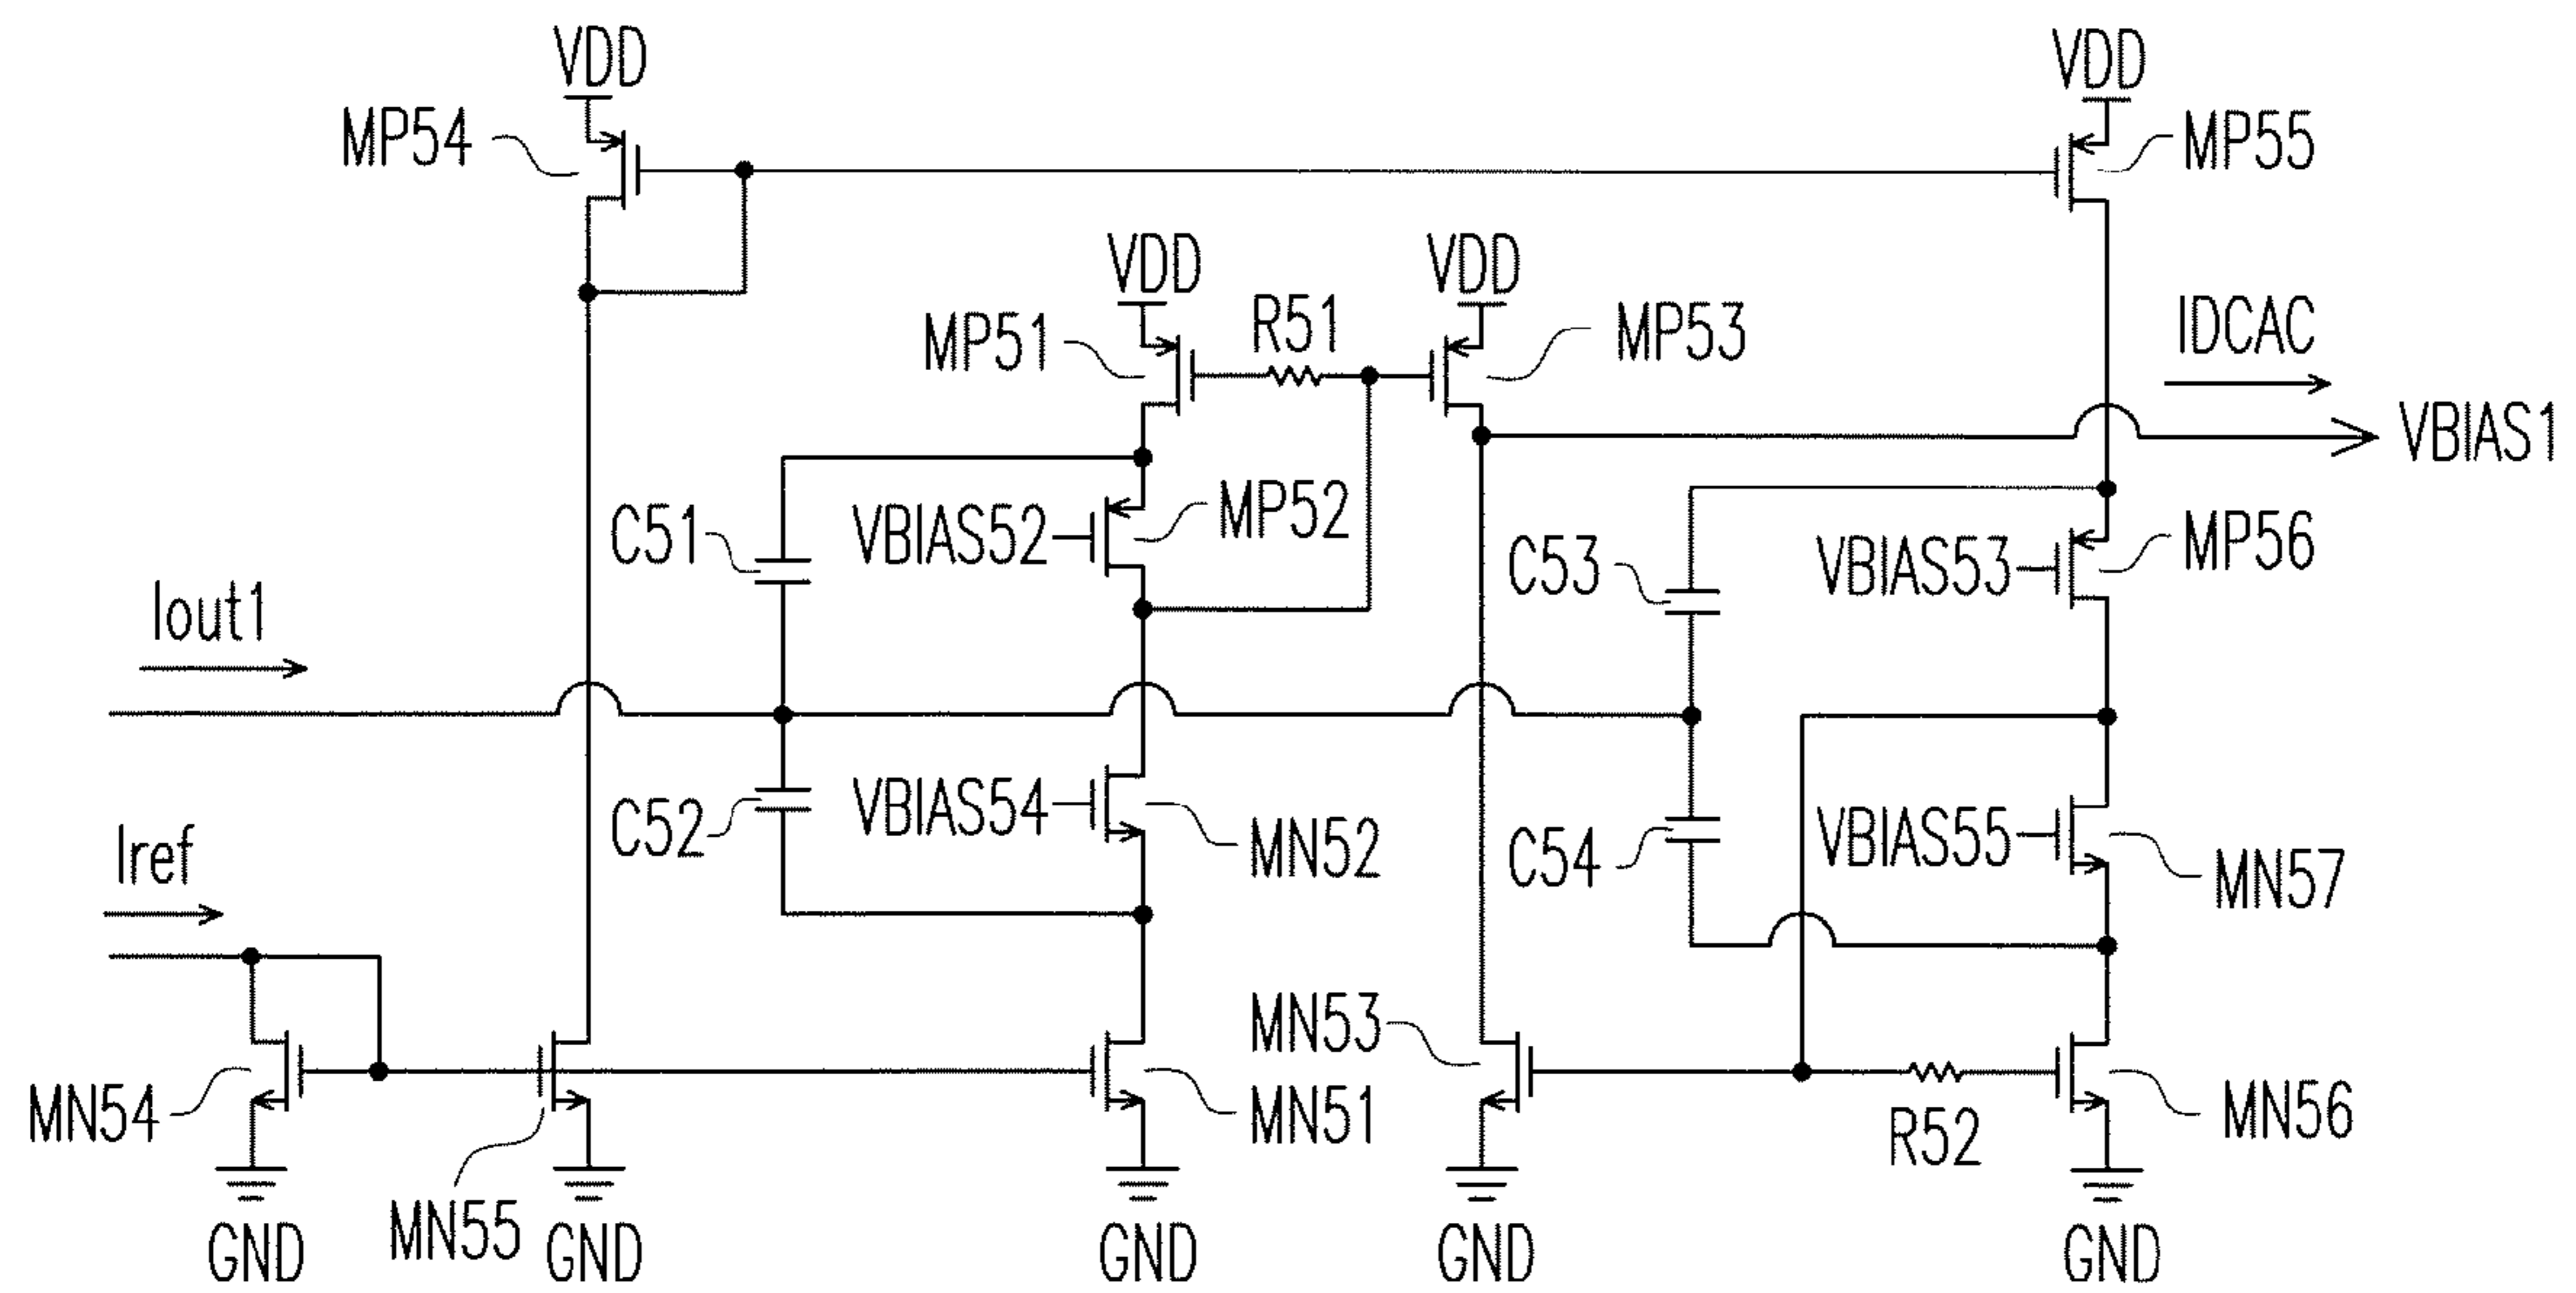 VDD
VDD
MP54
MP55
VDD
VDD
MP51
R51
MP53
IDCAC
VBIAS1
C51
VBIAS52
MP52
C53
VBIAS53
MP56
Iout1
C52
VBIAS54
MN52
C54
VBIAS55
MN57
Iref
MN53
MN54
MN51
R52
MN56
MN55
GND
GND
GND
GND
GND